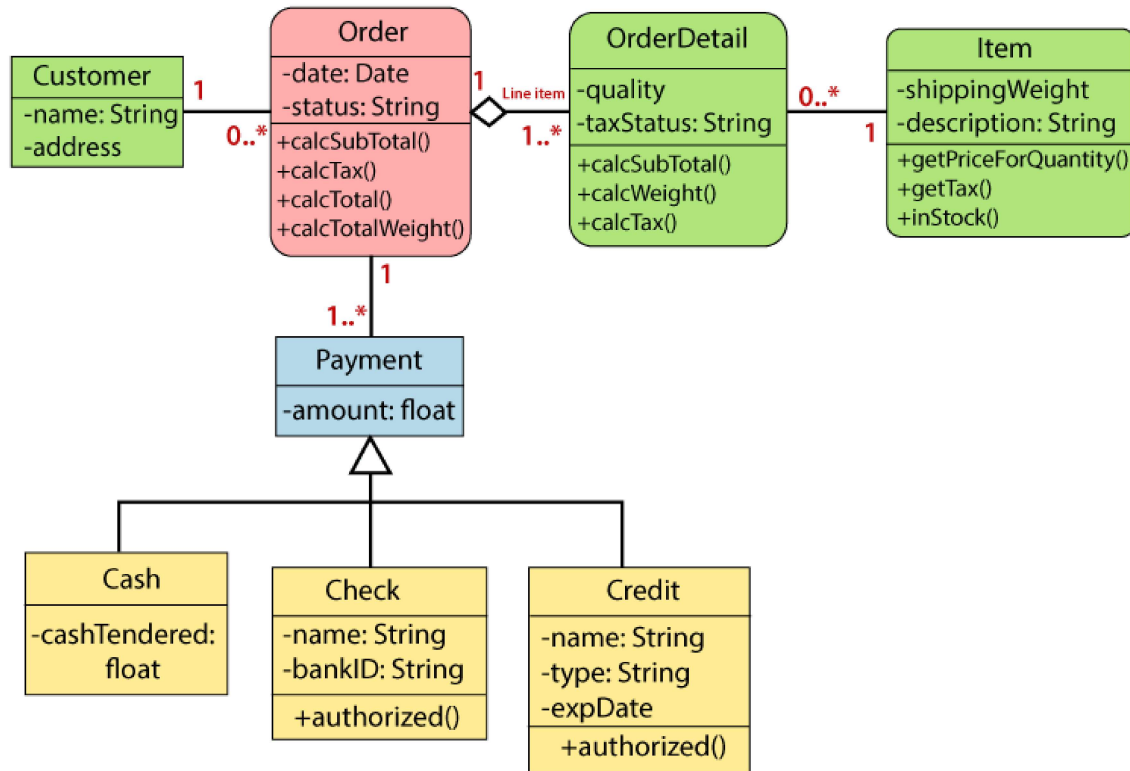 Customer
-name: String
-address
1
0..*
Order
-date: Date
-status: String
+calcSubTotal()
+calcTax()
+calcTotal()
+calcTotalWeight()
1
Line item
1..*
OrderDetail
-quality
-taxStatus: String
+calcSubTotal()
+calcWeight()
+calcTax()
0..*
1
Item
-shippingWeight
-description: String
+getPriceForQuantity()
+getTax()
+inStock()
1
1..*
Payment
-amount: float
Cash
-cashTendered:
float
Check
-name: String
-bankID: String
+authorized()
Credit
-name: String
-type: String
-expDate
+authorized()